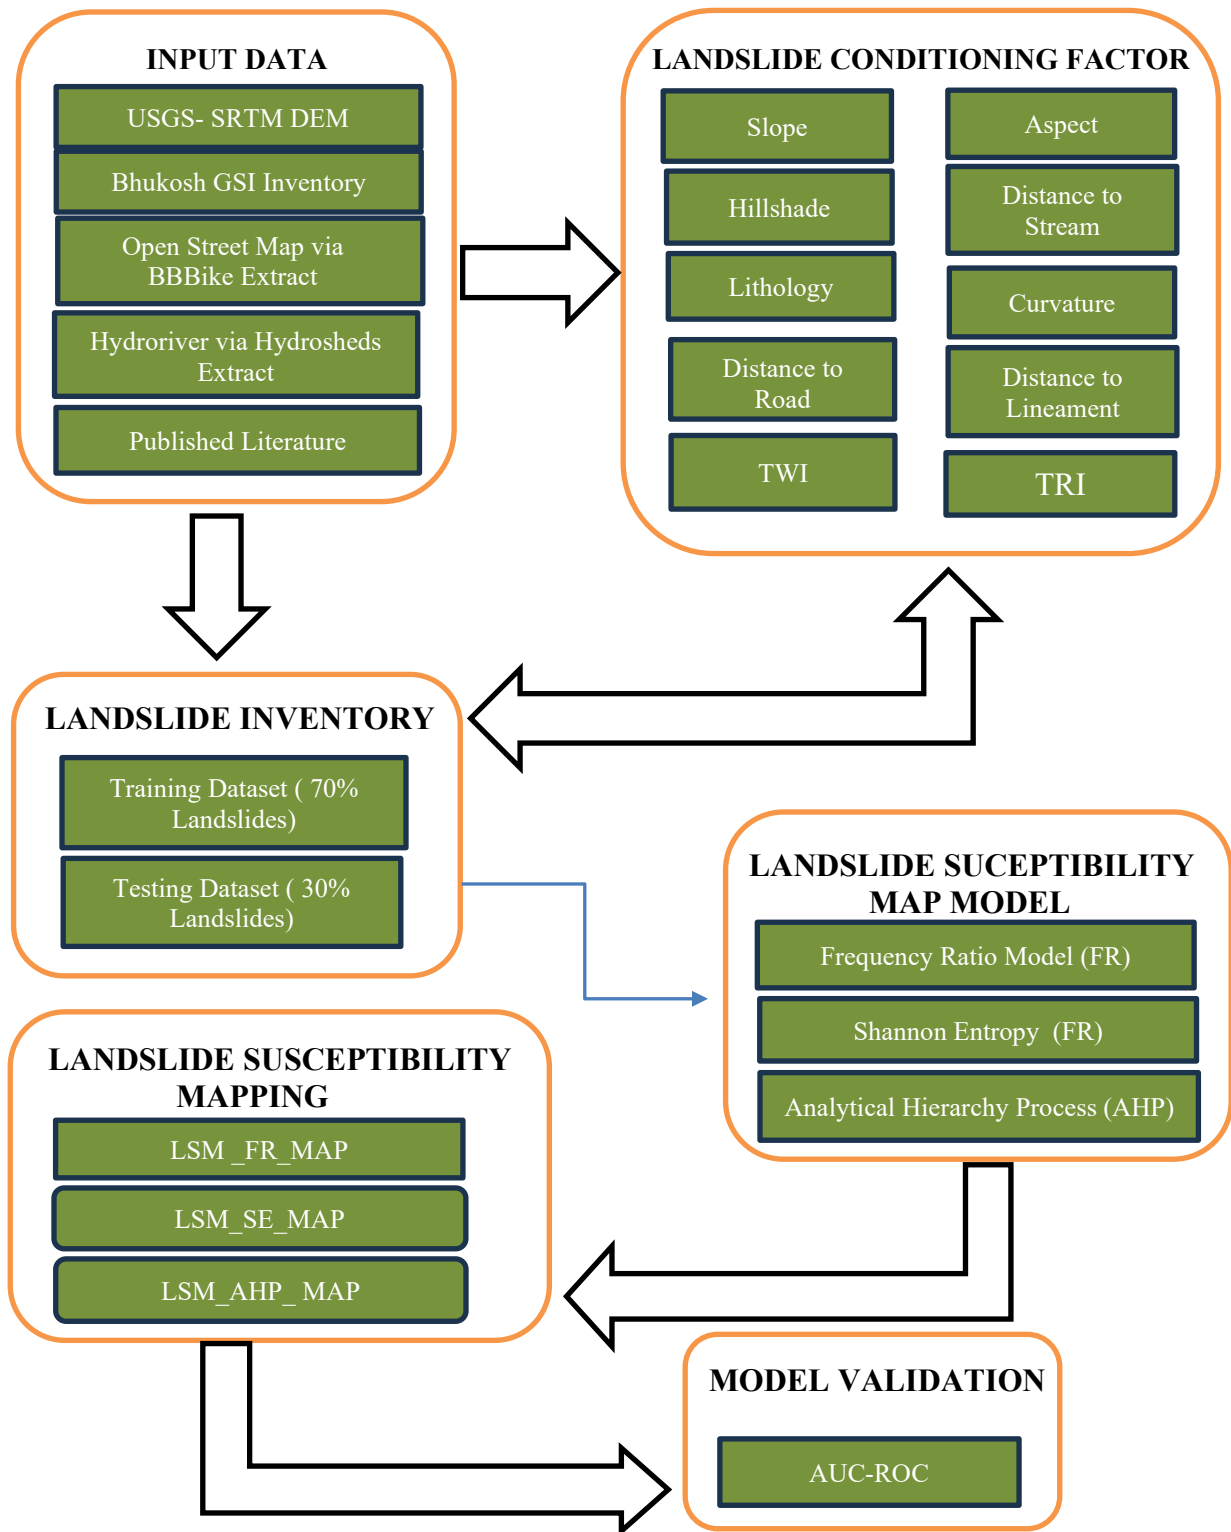 INPUT DATA
USGS- SRTM DEM
Bhukosh GSI Inventory
Open Street Map via
BBBike Extract
Hydroriver via Hydrosheds
Extract
Published Literature
LANDSLIDE CONDITIONING FACTOR
Slope
Aspect
Hillshade
Distance to
Stream
Lithology
Curvature
Distance to
Road
Distance to
Lineament
TWI
TRI
LANDSLIDE INVENTORY
Training Dataset ( 70%
Landslides)
Testing Dataset ( 30%
Landslides)
LANDSLIDE SUCEPTIBILITY
MAP MODEL
Frequency Ratio Model (FR)
Shannon Entropy  (FR)
Analytical Hierarchy Process (AHP)
LANDSLIDE SUSCEPTIBILITY
MAPPING
LSM _FR_MAP
LSM_SE_MAP
LSM_AHP_ MAP
MODEL VALIDATION
AUC-ROC